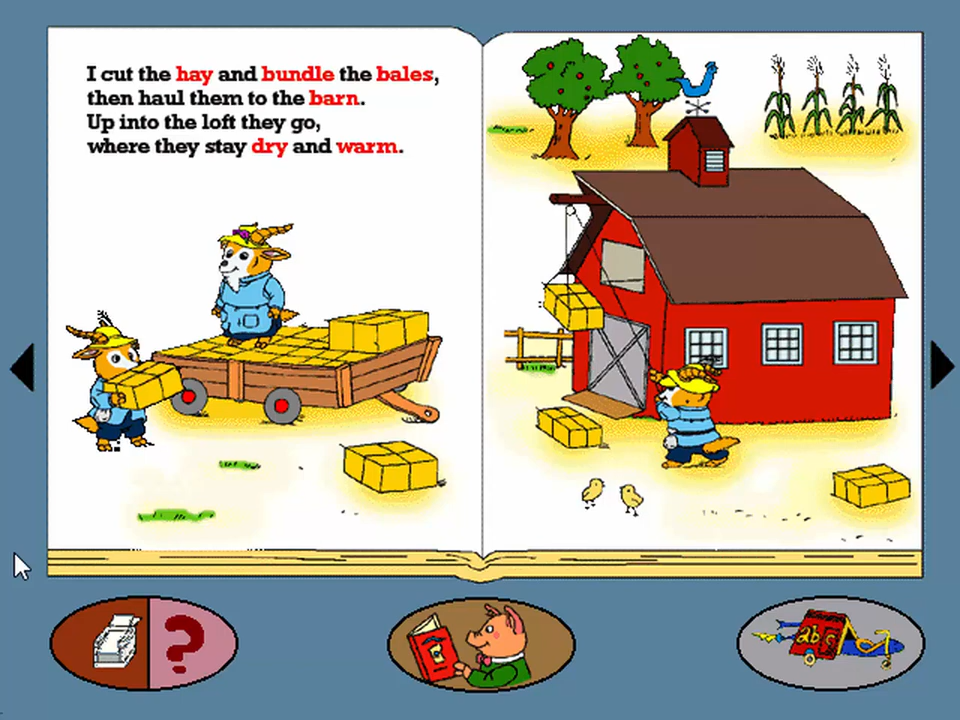 I cut the hay and bundle the bales,
then haul them to the barn.
Up into the loft they go,
where they stay dry and warm.
?